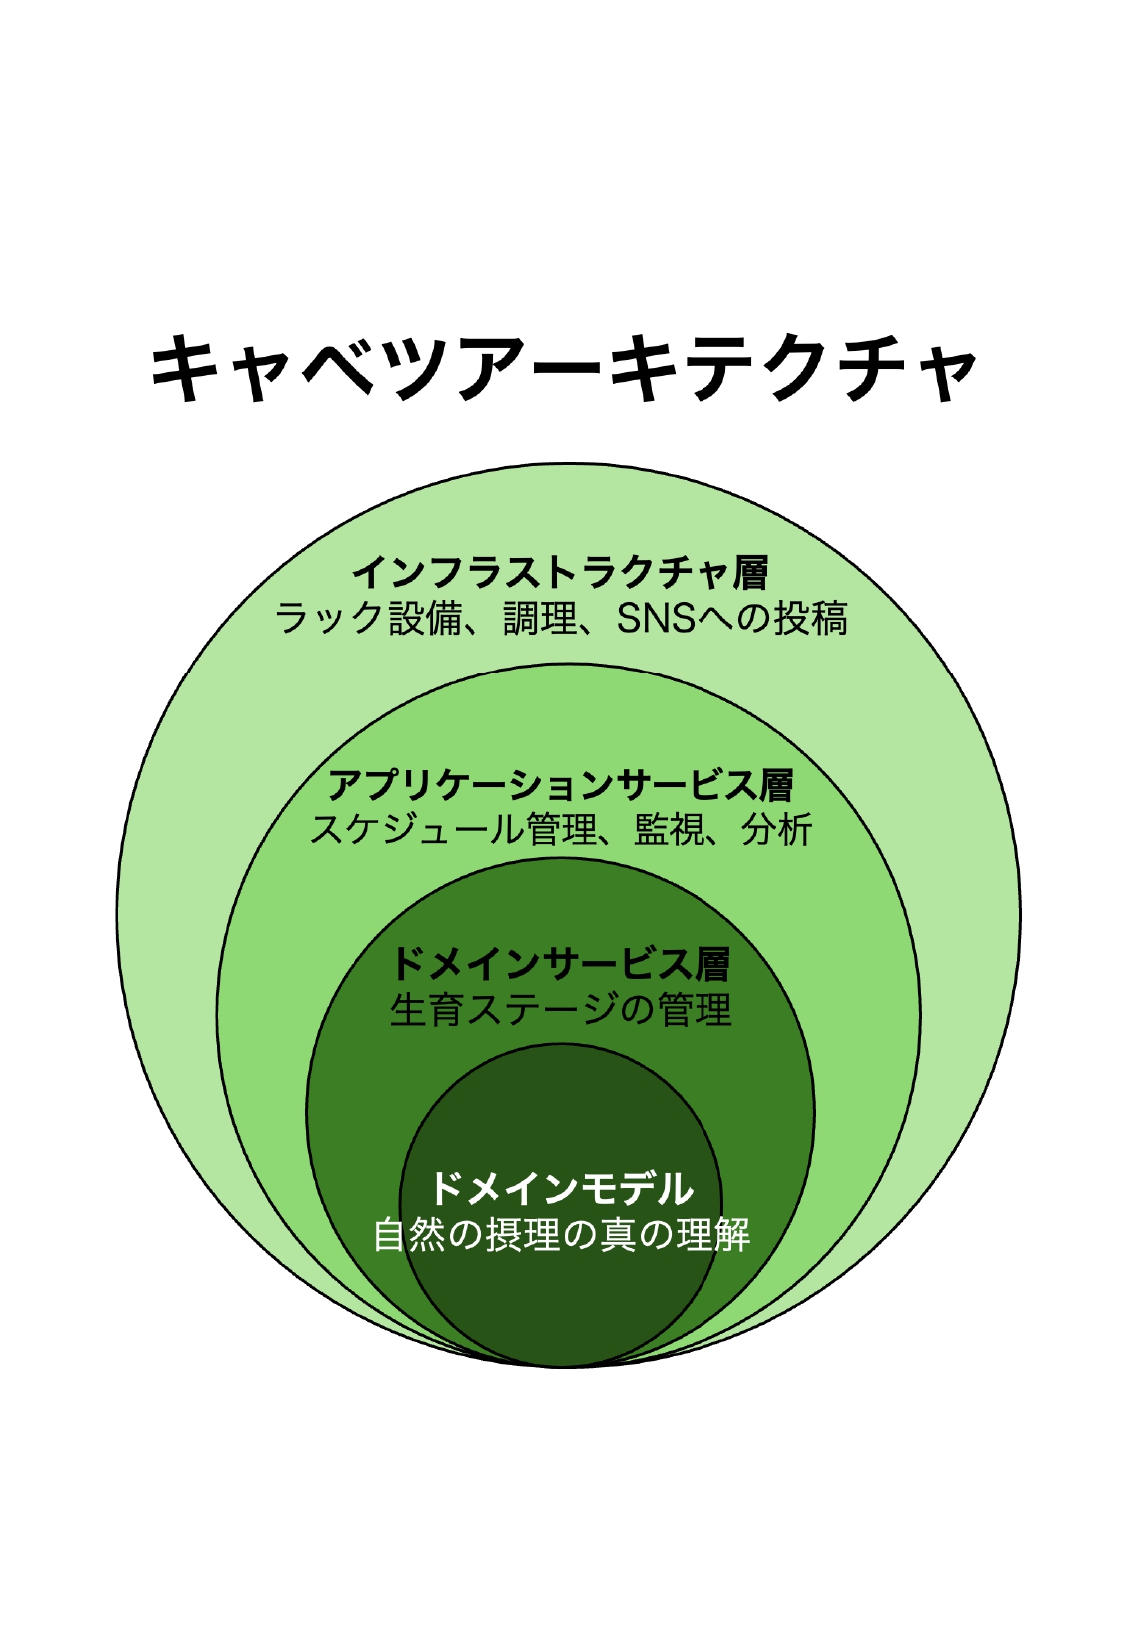 キャベツアーキテクチャ
インフラストラクチャ層
ラック設備、調理、SNSへの投稿
アプリケーションサービス層
スケジュール管理、監視、分析
ドメインサービス層
生育ステージの管理
ドメインモデル
自然の摂理の真の理解